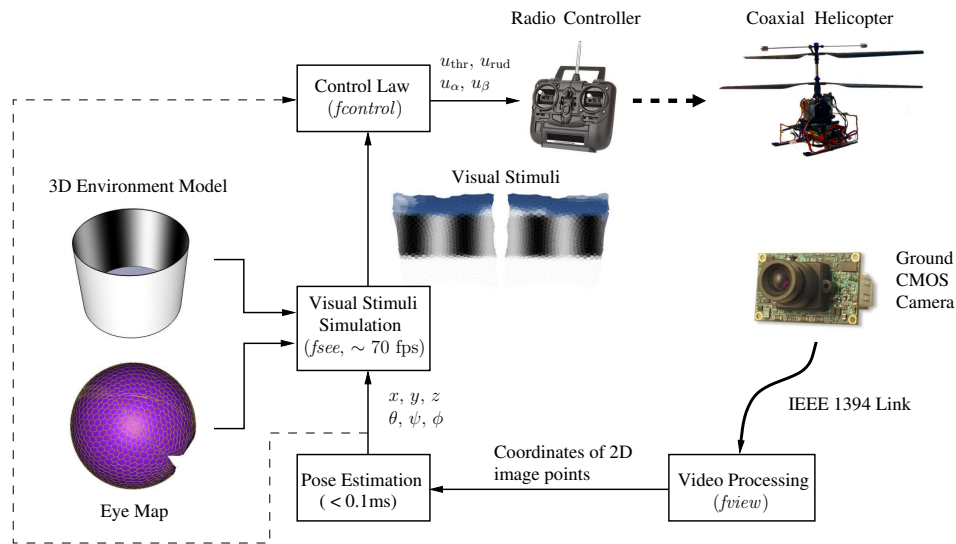 Radio Controller
Coaxial Helicopter
u_thr, u_rud
u_α, u_β
Control Law
(fcontrol)
Visual Stimuli
3D Environment Model
Ground
CMOS
Camera
Visual Stimuli
Simulation
(fsee, ∼ 70 fps)
x, y, z
θ, ψ, ϕ
IEEE 1394 Link
Coordinates of 2D
image points
Pose Estimation
( < 0.1ms)
Video Processing
(fview)
Eye Map